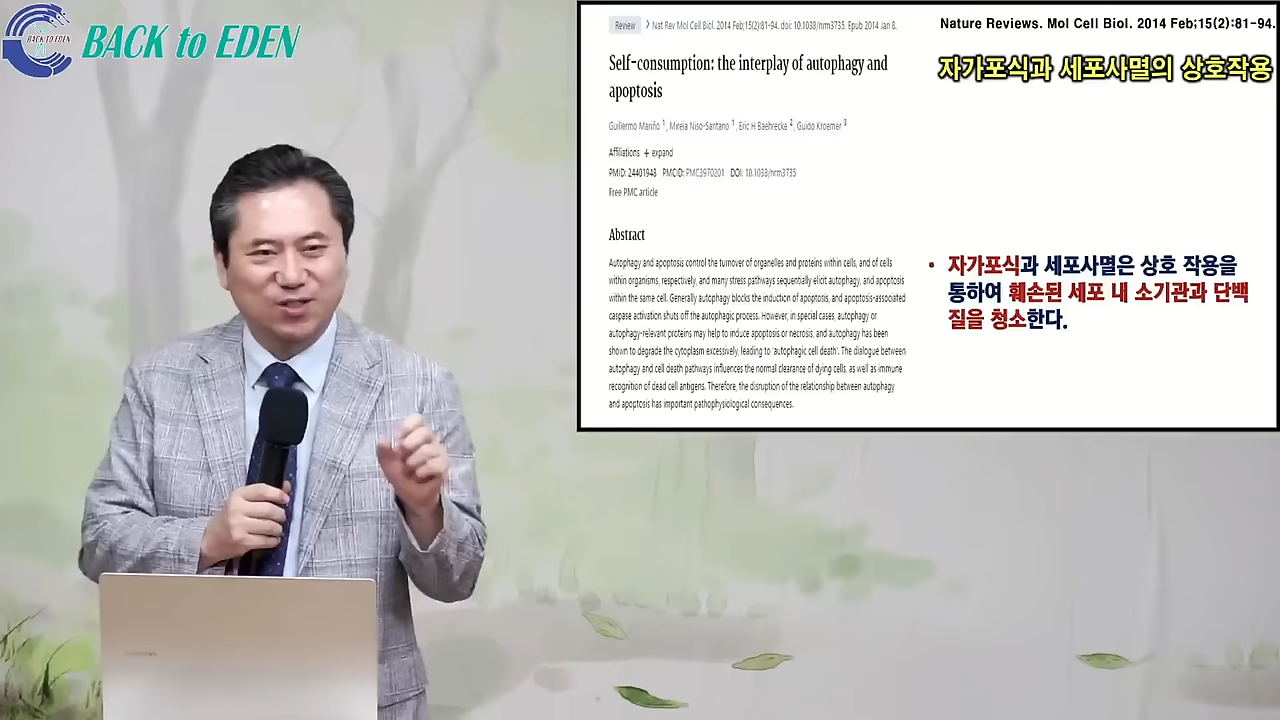 BACK TO EDEN
BACK to EDEN
Review
Nat Rev Mol Cell Biol. 2014 Feb;15(2):81-94. doi: 10.1038/nrm3735. Epub 2014 Jan 8.
Self-consumption: the interplay of autophagy and
apoptosis
Guillermo Mariño 1, Mireia Niso-Santano 1, Eric H Baehrecke 2, Guido Kroemer 3
Affiliations + expand
PMID: 24401948 PMCID: PMC3970201 DOI: 10.1038/nrm3735
Free PMC article
Abstract
Autophagy and apoptosis control the turnover of organelles and proteins within cells, and of cells
within organisms, respectively, and many stress pathways sequentially elicit autophagy, and apoptosis
within the same cell. Generally autophagy blocks the induction of apoptosis, and apoptosis-associated
caspase activation shuts off the autophagic process. However, in special cases, autophagy or
autophagy-relevant proteins may help to induce apoptosis or necrosis, and autophagy has been
shown to degrade the cytoplasm excessively, leading to 'autophagic cell death'. The dialogue between
autophagy and cell death pathways influences the normal clearance of dying cells, as well as immune
recognition of dead cell antigens. Therefore, the disruption of the relationship between autophagy
and apoptosis has important pathophysiological consequences.
Nature Reviews. Mol Cell Biol. 2014 Feb;15(2):81-94.
자가포식과 세포사멸의 상호작용
• 자가포식과 세포사멸은 상호 작용을
통하여 훼손된 세포 내 소기관과 단백
질을 청소한다.